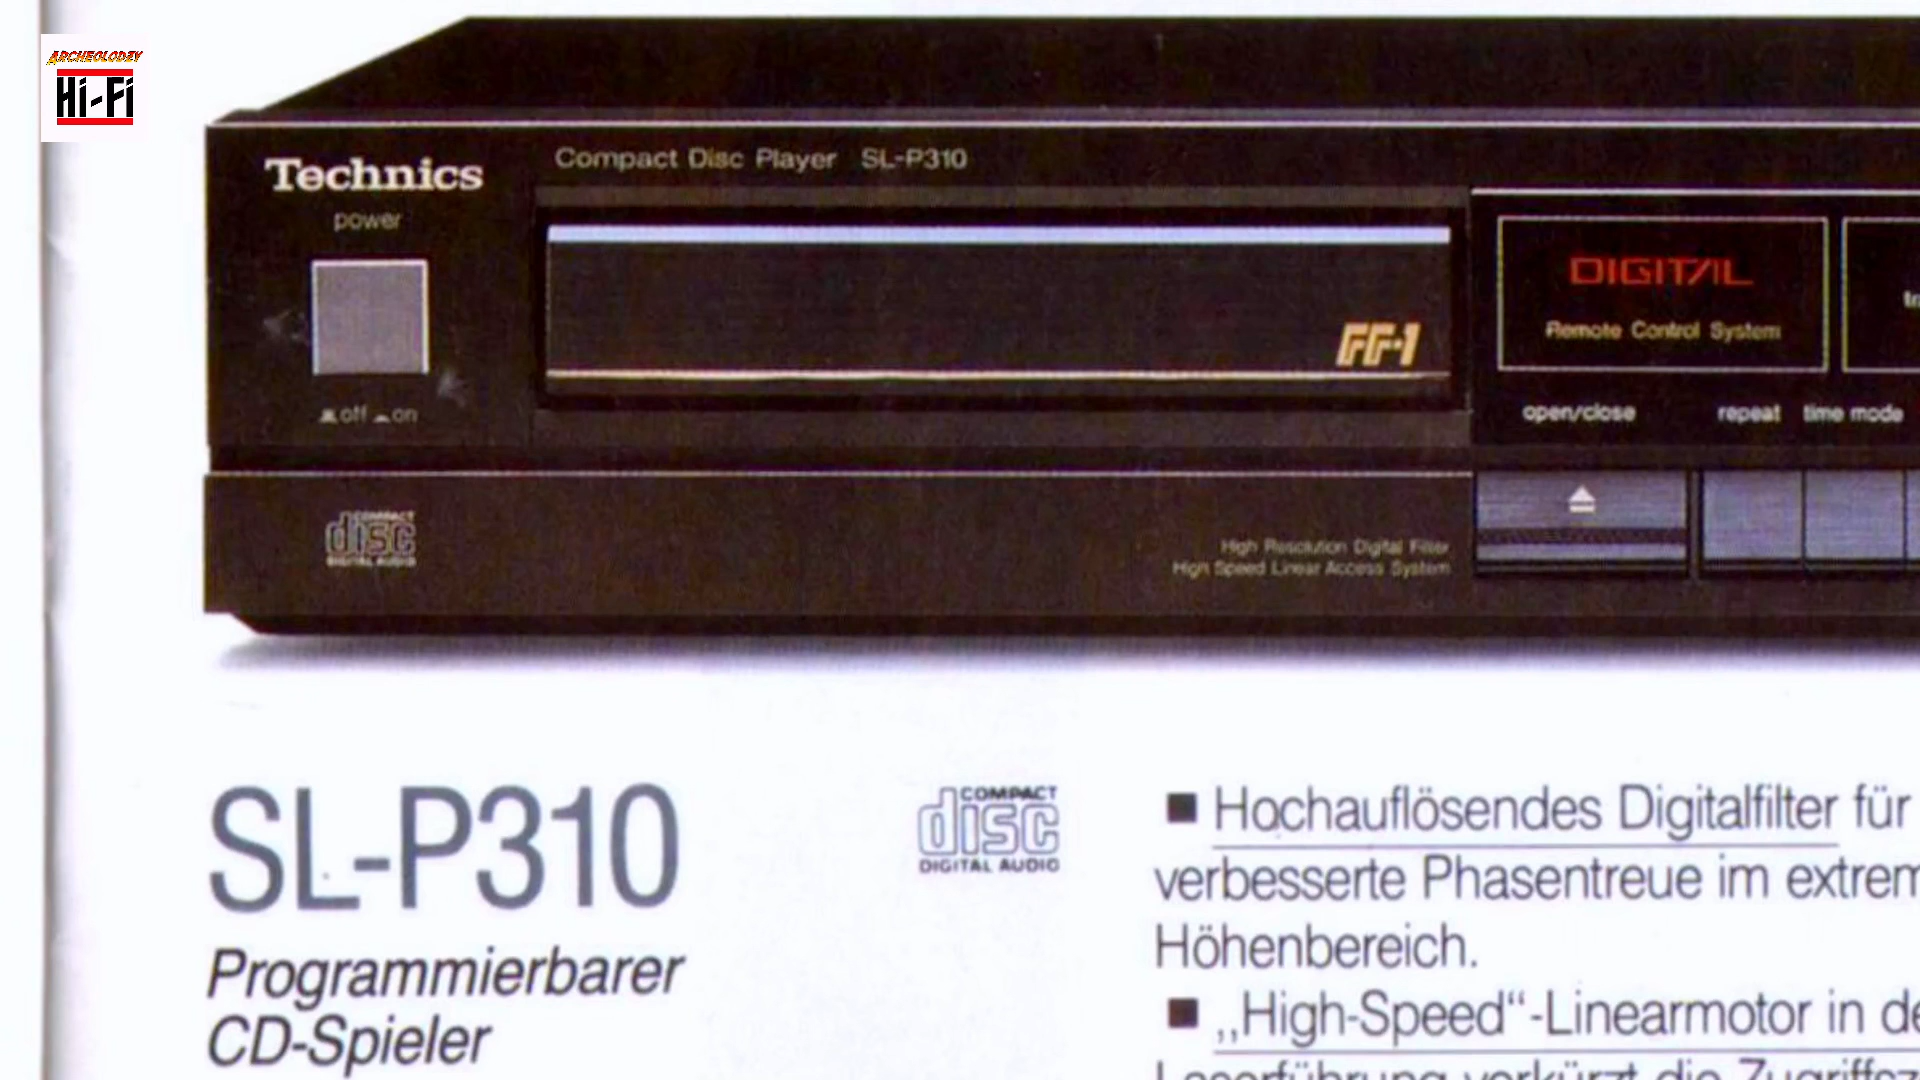 ARCHEOLODZY
Hi-Fi
Technics
Compact Disc Player SL-P310
power
FF-1
DIGITAL
Remote Control System
off on
open/close
repeat
time mode
COMPACT
disc
DIGITAL AUDIO
High Resolution Digital Filter
High Speed Linear Access System
SL-P310
COMPACT
disc
DIGITAL AUDIO
Programmierbarer
CD-Spieler
■ Hochauflösendes Digitalfilter für
verbesserte Phasentreue im extrem
Höhenbereich.
■ „High-Speed“-Linearmotor in de